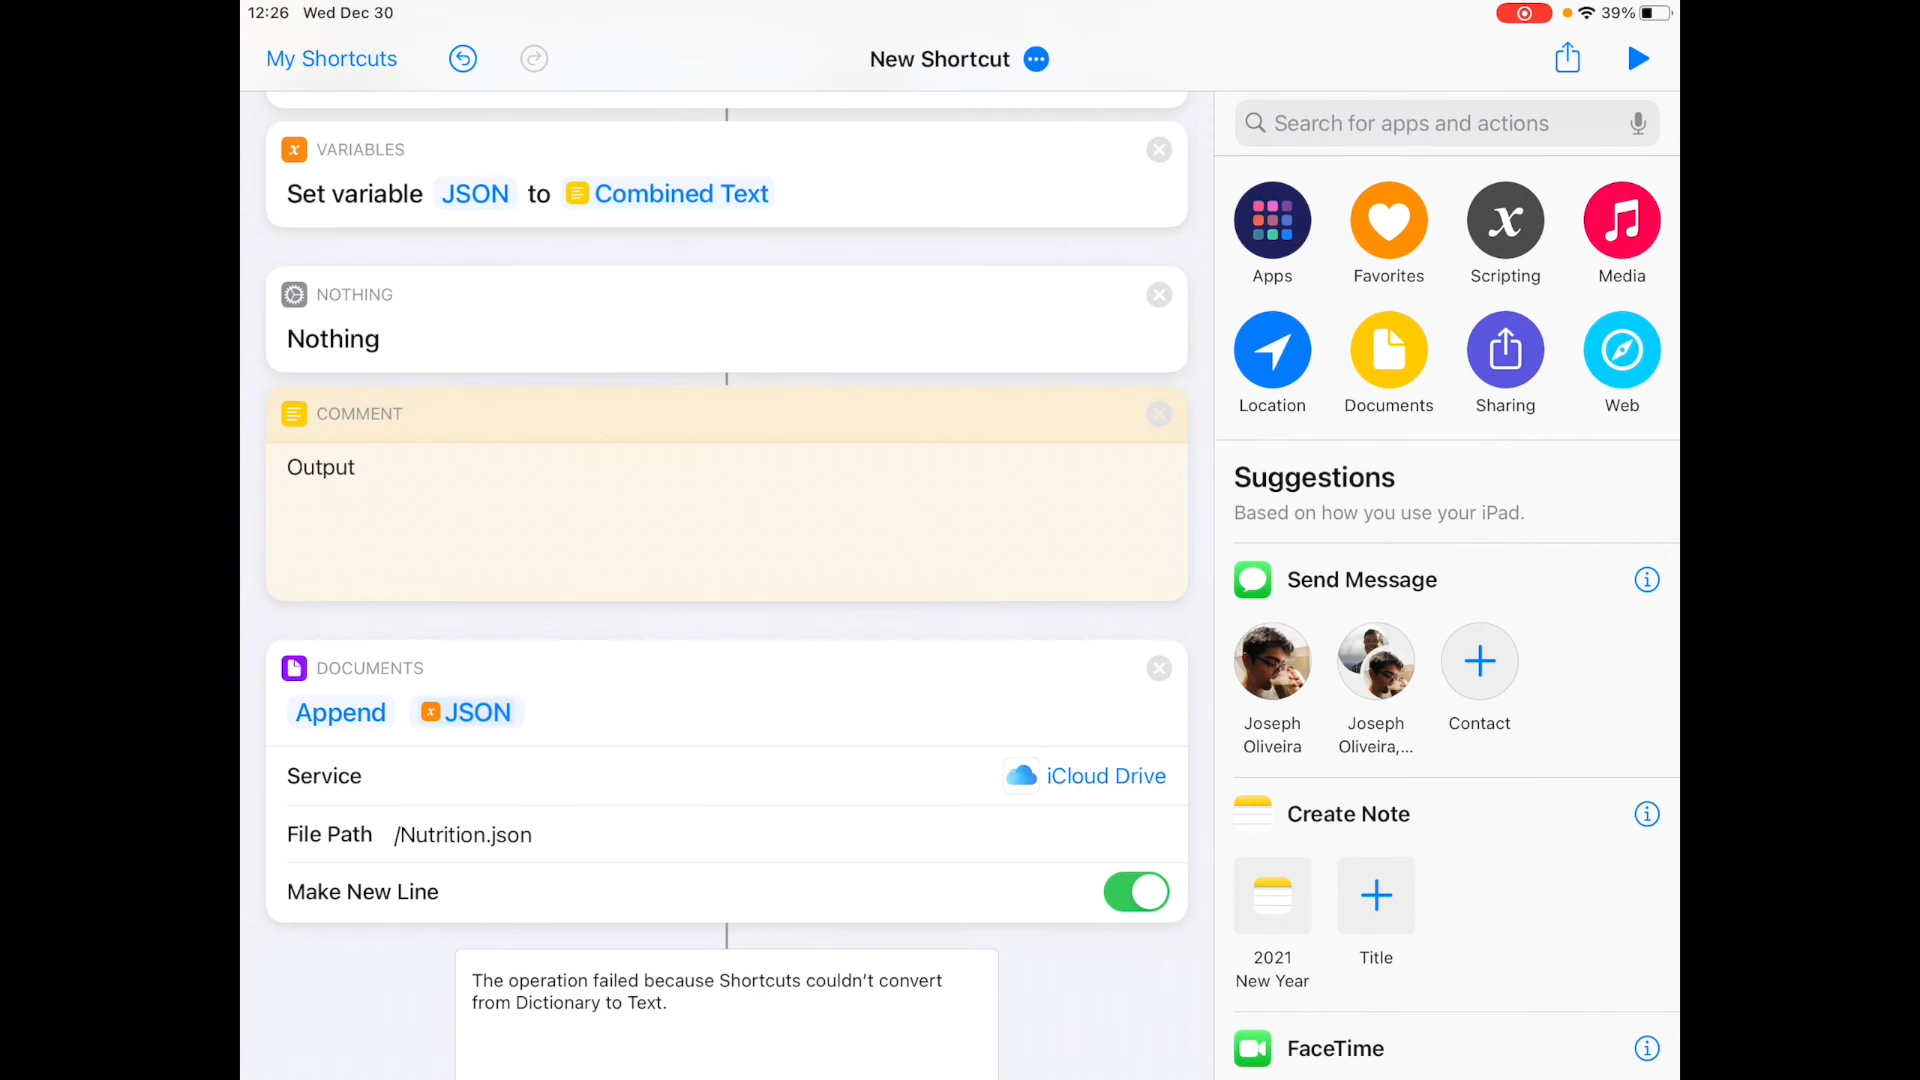 12:26 Wed Dec 30
39%
My Shortcuts
New Shortcut
VARIABLES
Set variable JSON to Combined Text
NOTHING
Nothing
COMMENT
Output
DOCUMENTS
Append JSON
Service
iCloud Drive
File Path /Nutrition.json
Make New Line
The operation failed because Shortcuts couldn’t convert
from Dictionary to Text.
Search for apps and actions
Apps
Favorites
Scripting
Media
Location
Documents
Sharing
Web
Suggestions
Based on how you use your iPad.
Send Message
Joseph
Oliveira
Joseph
Oliveira,...
Contact
Create Note
2021
New Year
Title
FaceTime